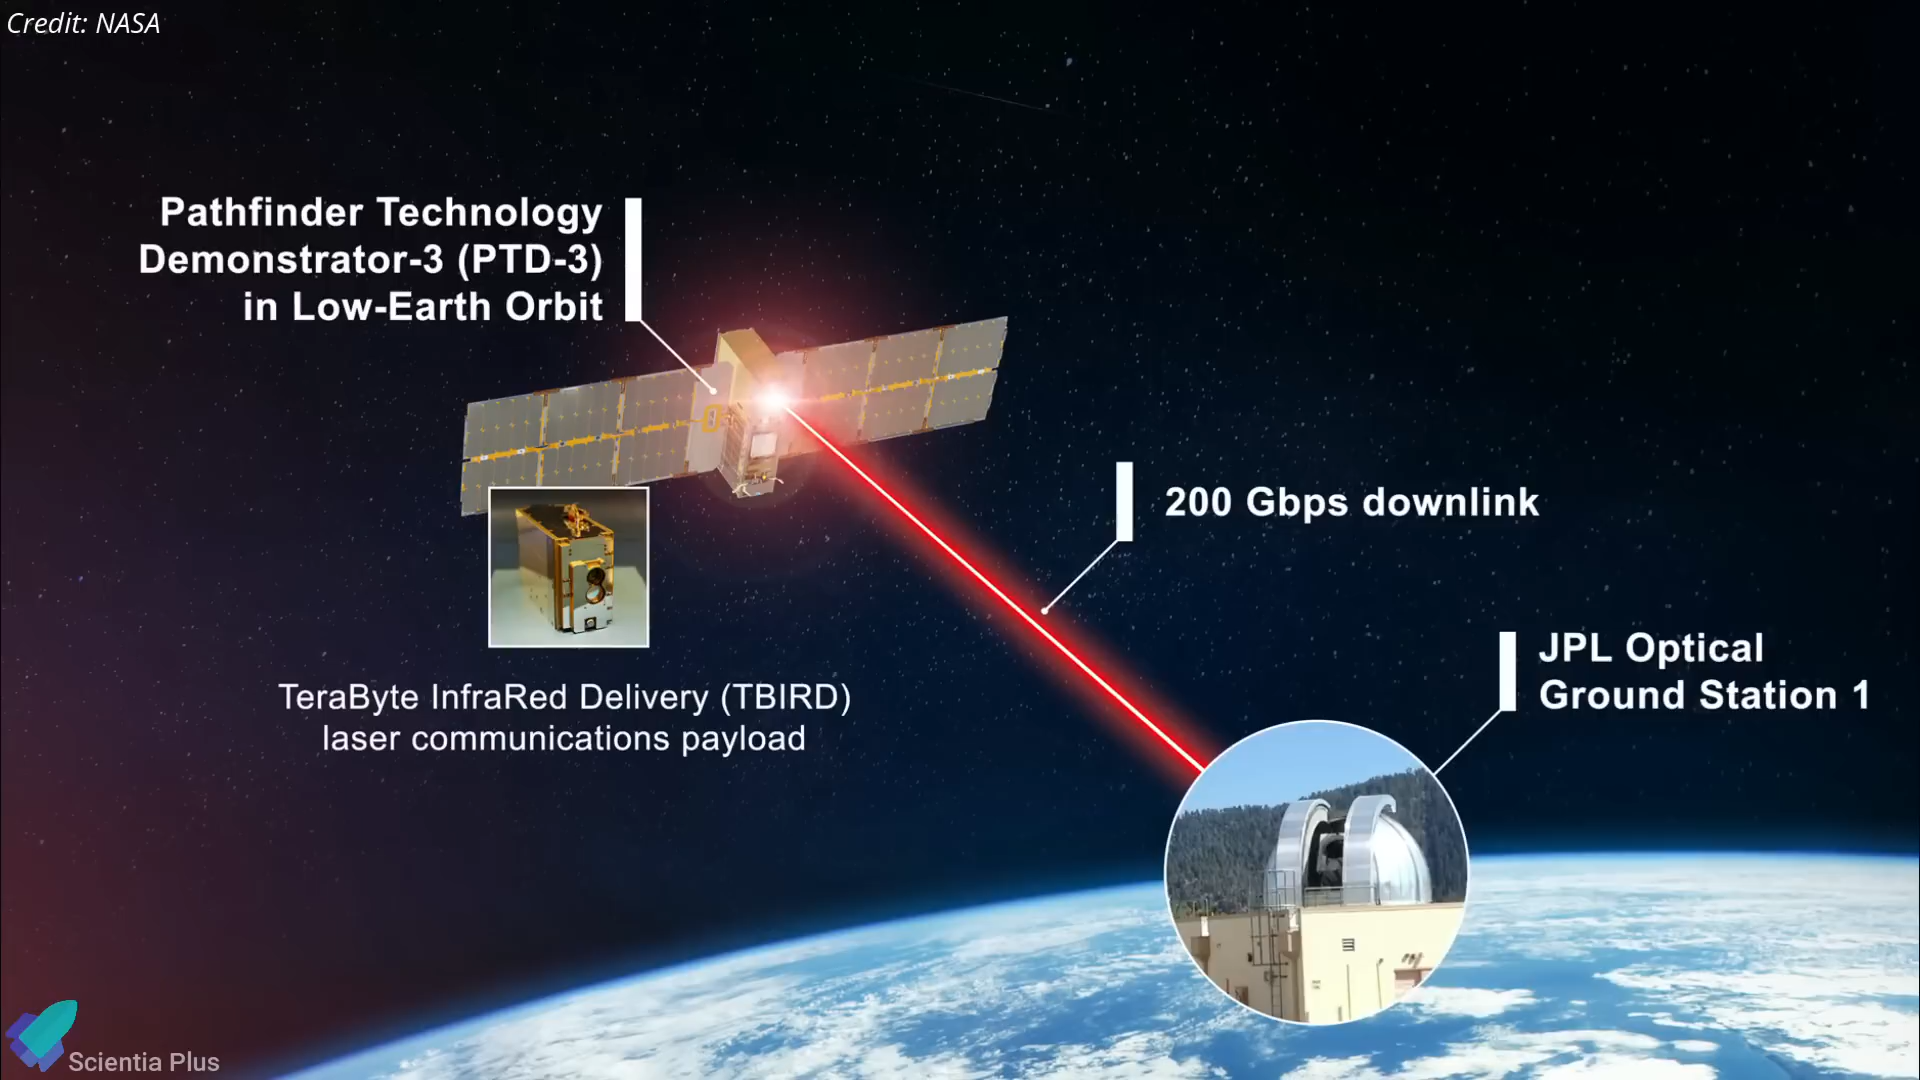 Credit: NASA
Pathfinder Technology
Demonstrator-3 (PTD-3)
in Low-Earth Orbit
200 Gbps downlink
JPL Optical
Ground Station 1
TeraByte InfraRed Delivery (TBIRD)
laser communications payload
Scientia Plus